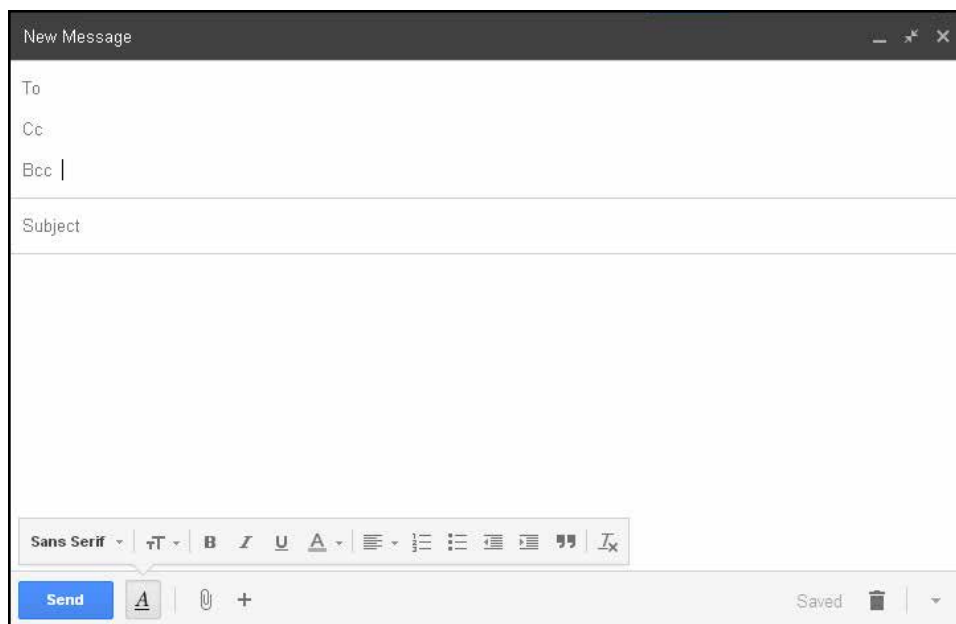 New Message
To
Cc
Bcc
Subject
Sans Serif
Send
Saved